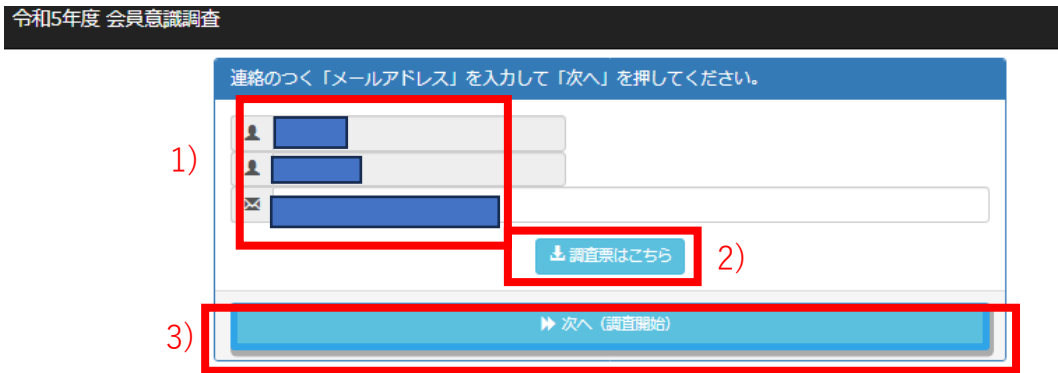 令和5年度 会員意識調査
連絡のつく「メールアドレス」を入力して「次へ」を押してください。
1)
調査票はこちら
2)
次へ（調査開始）
3)